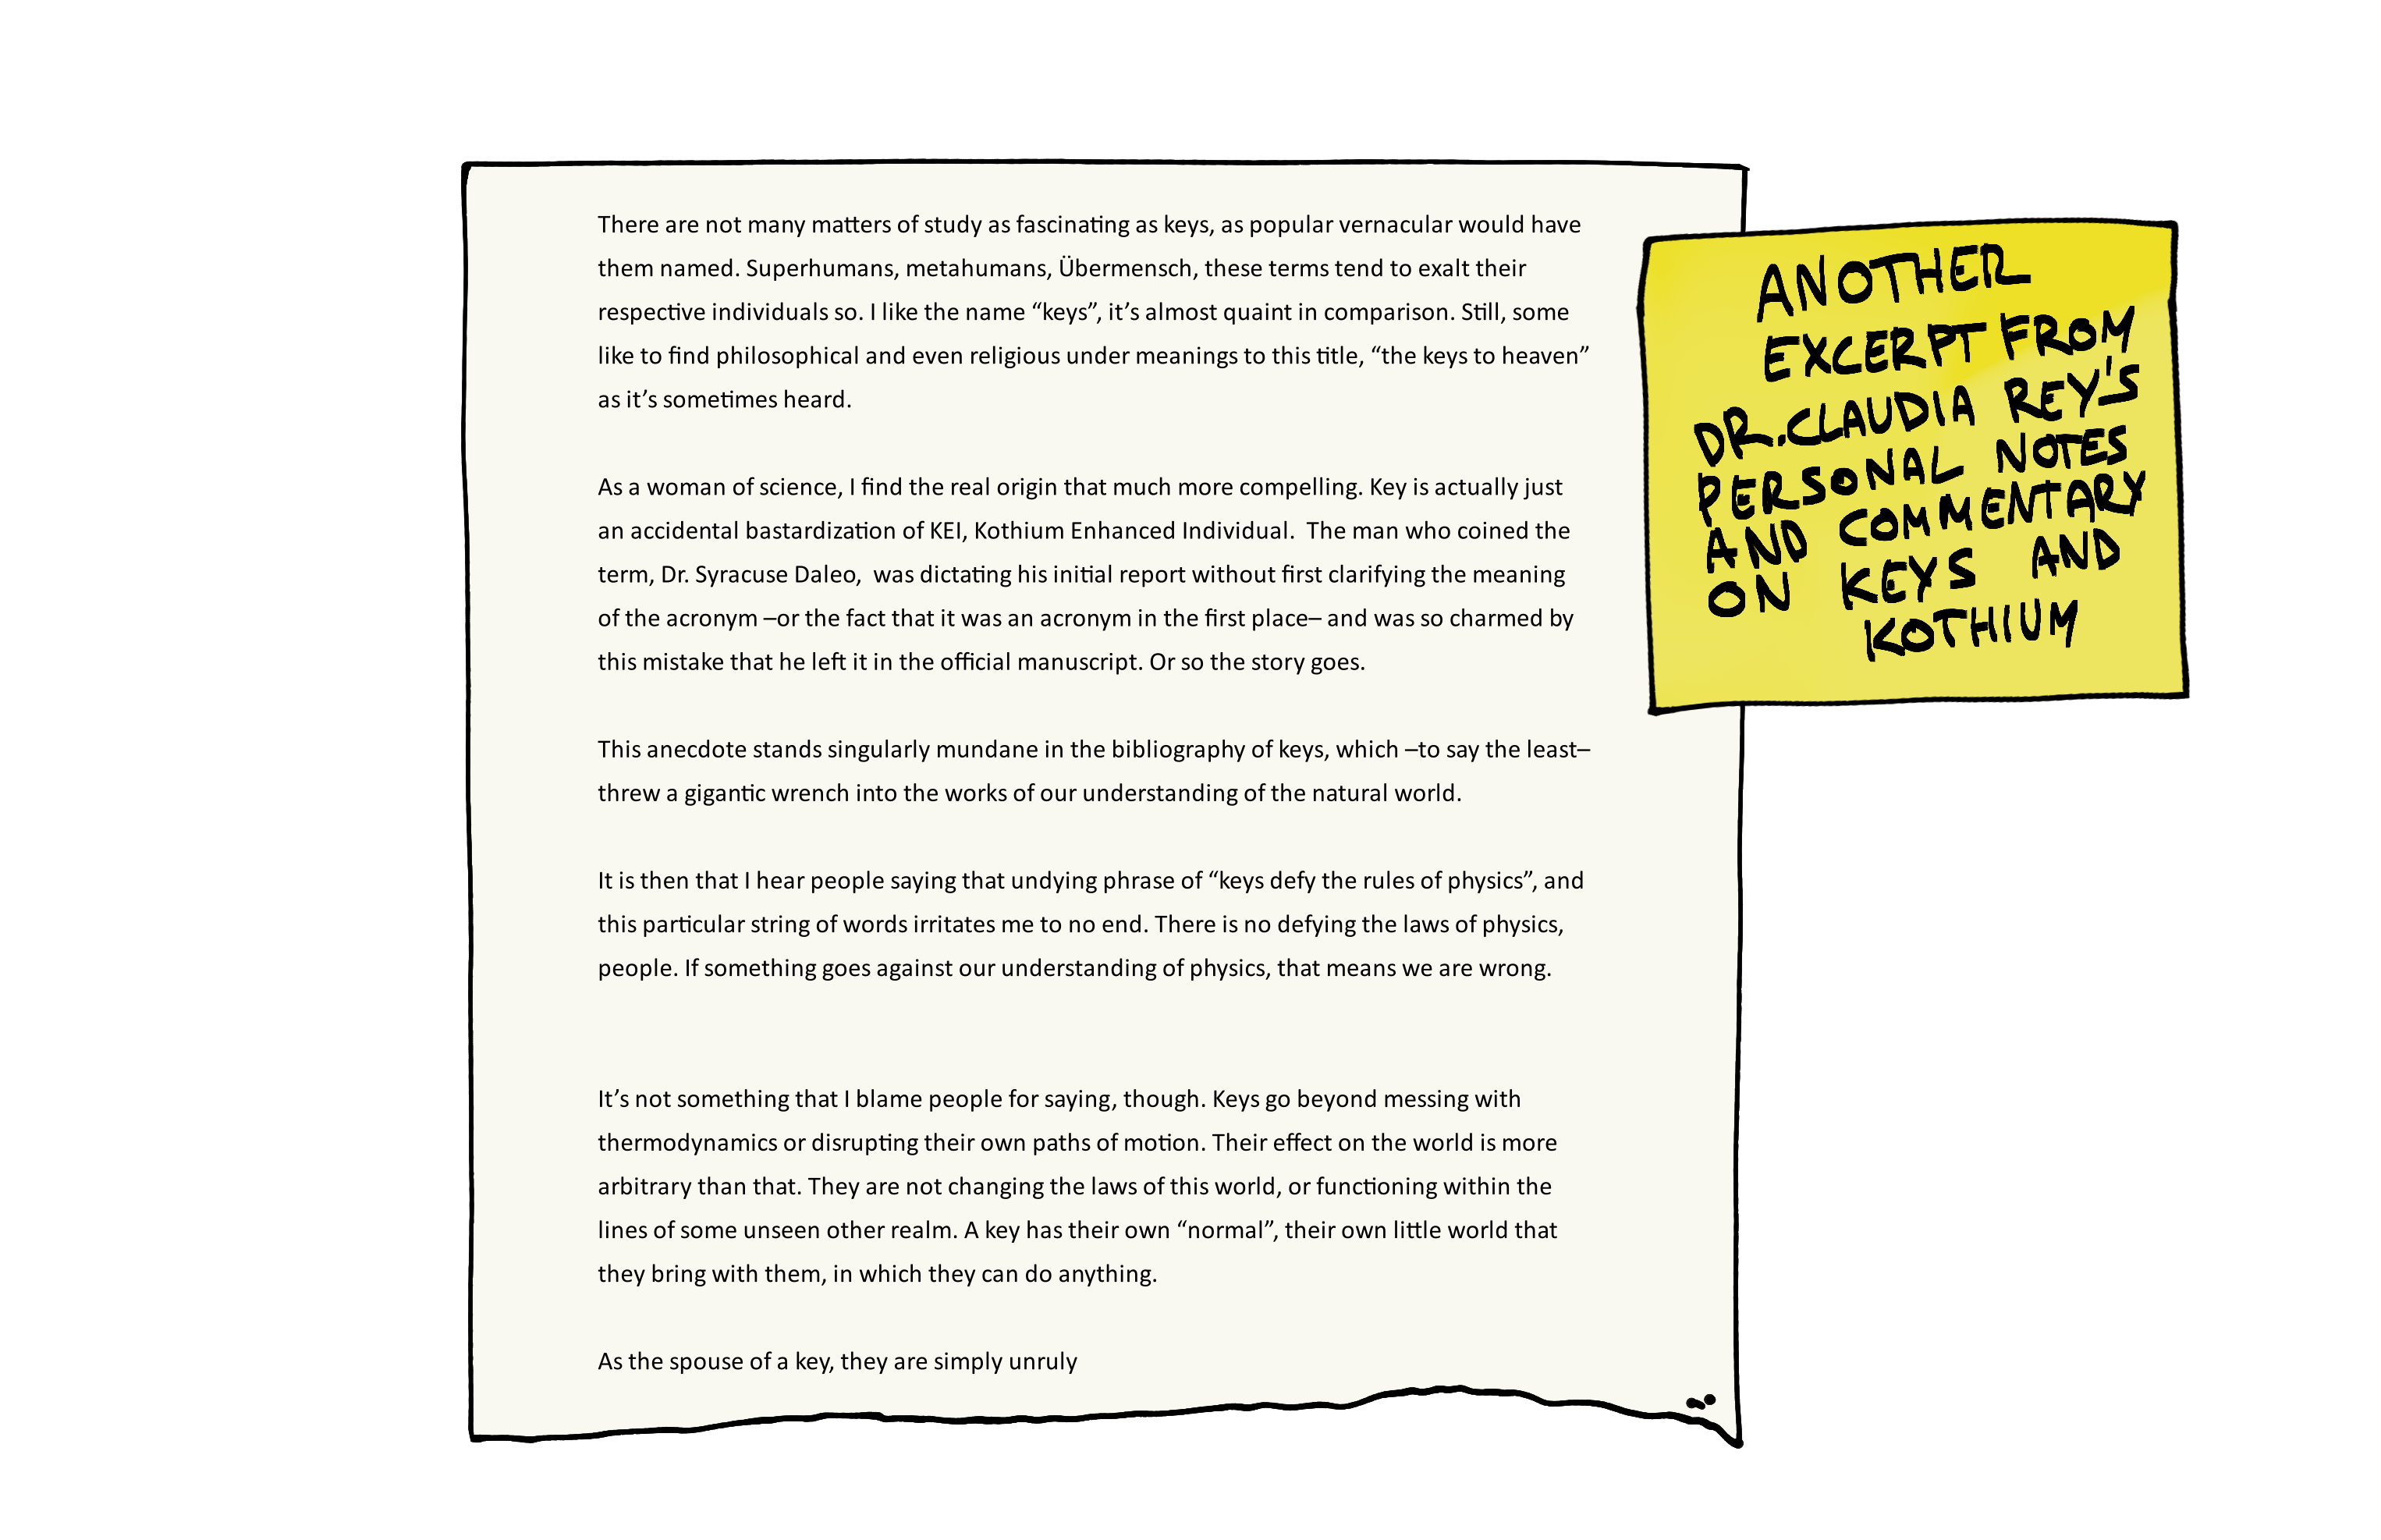 There are not many matters of study as fascinating as keys, as popular vernacular would have
them named. Superhumans, metahumans, Übermensch, these terms tend to exalt their
respective individuals so. I like the name “keys”, it’s almost quaint in comparison. Still, some
like to find philosophical and even religious under meanings to this title, “the keys to heaven”
as it’s sometimes heard.
As a woman of science, I find the real origin that much more compelling. Key is actually just
an accidental bastardization of KEI, Kothium Enhanced Individual.  The man who coined the
term, Dr. Syracuse Daleo,  was dictating his initial report without first clarifying the meaning
of the acronym –or the fact that it was an acronym in the first place– and was so charmed by
this mistake that he left it in the official manuscript. Or so the story goes.
This anecdote stands singularly mundane in the bibliography of keys, which –to say the least–
threw a gigantic wrench into the works of our understanding of the natural world.
It is then that I hear people saying that undying phrase of “keys defy the rules of physics”, and
this particular string of words irritates me to no end. There is no defying the laws of physics,
people. If something goes against our understanding of physics, that means we are wrong.
It’s not something that I blame people for saying, though. Keys go beyond messing with
thermodynamics or disrupting their own paths of motion. Their effect on the world is more
arbitrary than that. They are not changing the laws of this world, or functioning within the
lines of some unseen other realm. A key has their own “normal”, their own little world that
they bring with them, in which they can do anything.
As the spouse of a key, they are simply unruly
ANOTHER
EXCERPT FROM
DR. CLAUDIA REY'S
PERSONAL NOTES
AND COMMENTARY
ON KEYS AND
KOTHIUM